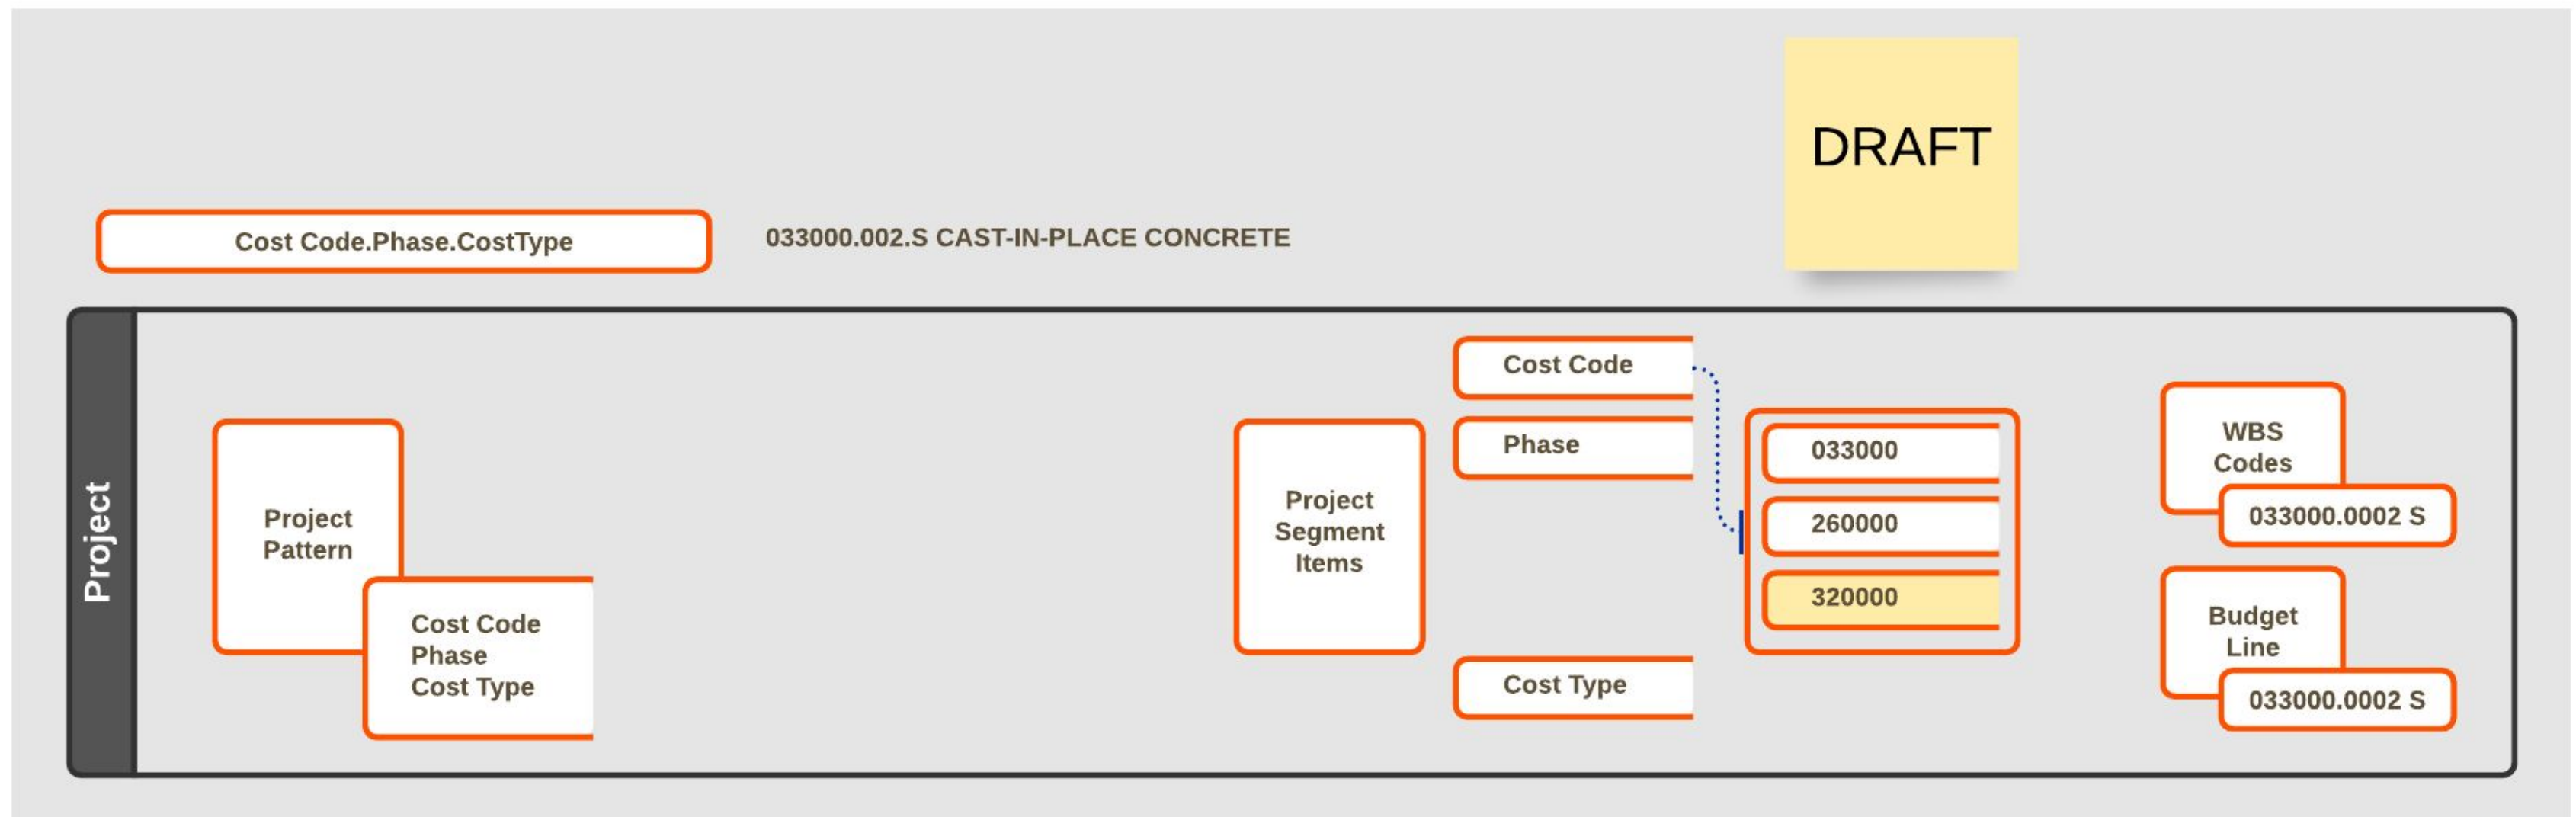 DRAFT
Cost Code.Phase.CostType
033000.002.S CAST-IN-PLACE CONCRETE
Project
Project
Pattern
Cost Code
Phase
Cost Type
Project
Segment
Items
Cost Code
Phase
Cost Type
033000
260000
320000
WBS
Codes
033000.0002 S
Budget
Line
033000.0002 S